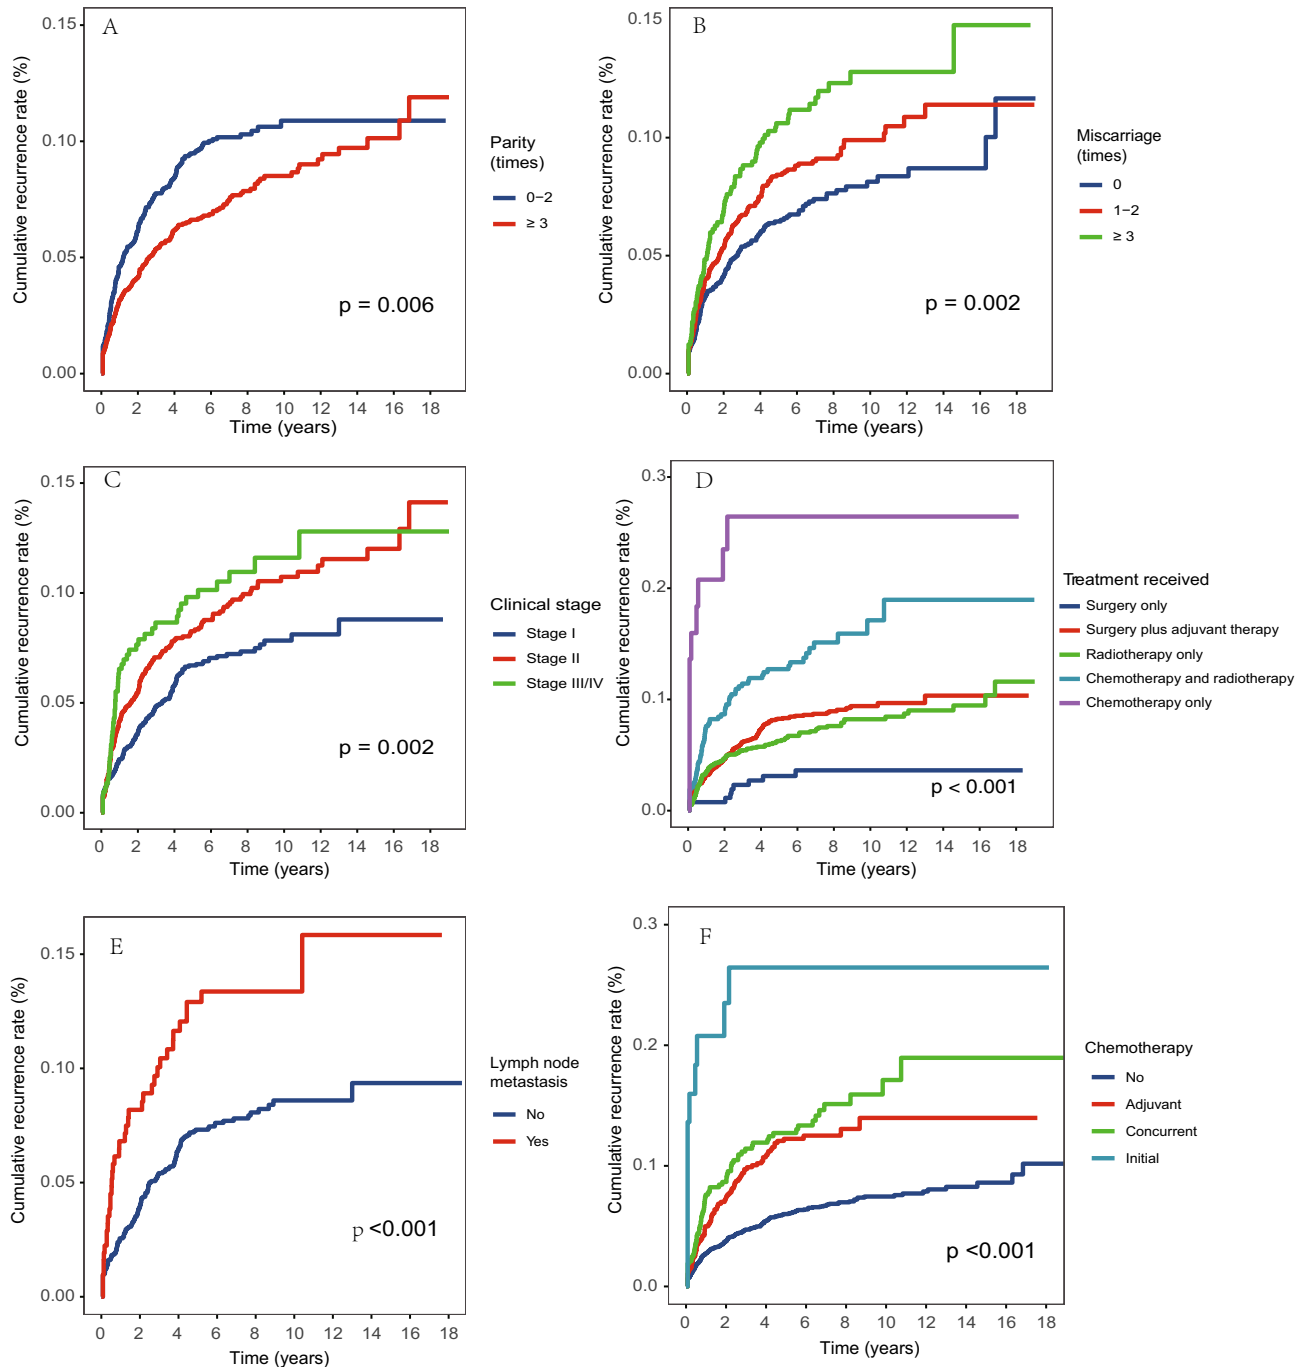 A
Cumulative recurrence rate (%)
0.15
0.10
0.05
0.00
0 2 4 6 8 10 12 14 16 18
Time (years)
p = 0.006
Parity
(times)
0−2
≥ 3
B
Cumulative recurrence rate (%)
0.15
0.10
0.05
0.00
0 2 4 6 8 10 12 14 16 18
Time (years)
p = 0.002
Miscarriage
(times)
0
1−2
≥ 3
C
Cumulative recurrence rate (%)
0.15
0.10
0.05
0.00
0 2 4 6 8 10 12 14 16 18
Time (years)
p = 0.002
Clinical stage
Stage I
Stage II
Stage III/IV
D
Cumulative recurrence rate (%)
0.3
0.2
0.1
0.0
0 2 4 6 8 10 12 14 16 18
Time (years)
p < 0.001
Treatment received
Surgery only
Surgery plus adjuvant therapy
Radiotherapy only
Chemotherapy and radiotherapy
Chemotherapy only
E
Cumulative recurrence rate (%)
0.15
0.10
0.05
0.00
0 2 4 6 8 10 12 14 16 18
Time (years)
p <0.001
Lymph node
metastasis
No
Yes
F
Cumulative recurrence rate (%)
0.3
0.2
0.1
0.0
0 2 4 6 8 10 12 14 16 18
Time (years)
p <0.001
Chemotherapy
No
Adjuvant
Concurrent
Initial